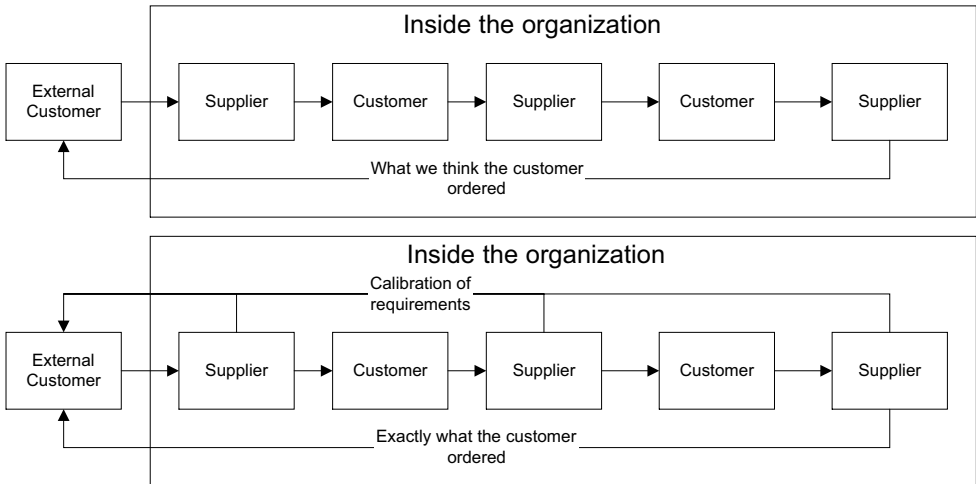 Inside the organization
External
Customer
Supplier
Customer
Supplier
Customer
Supplier
What we think the customer
ordered
Inside the organization
Calibration of
requirements
External
Customer
Supplier
Customer
Supplier
Customer
Supplier
Exactly what the customer
ordered